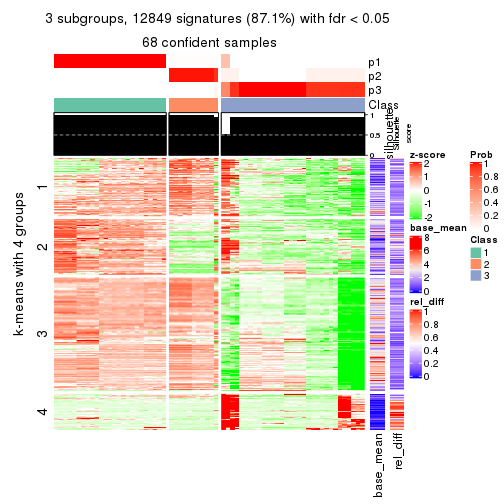 3 subgroups, 12849 signatures (87.1%) with fdr < 0.05
68 confident samples
p1
p2
p3
Class
1
0.5
0
silhouette
Silhouette
score
k-means with 4 groups
1
2
3
4
base_mean
rel_diff
z-score
2
1
0
-1
-2
base_mean
8
6
4
2
0
rel_diff
1
0.8
0.6
0.4
0.2
0
Prob
1
0.8
0.6
0.4
0.2
0
Class
1
2
3